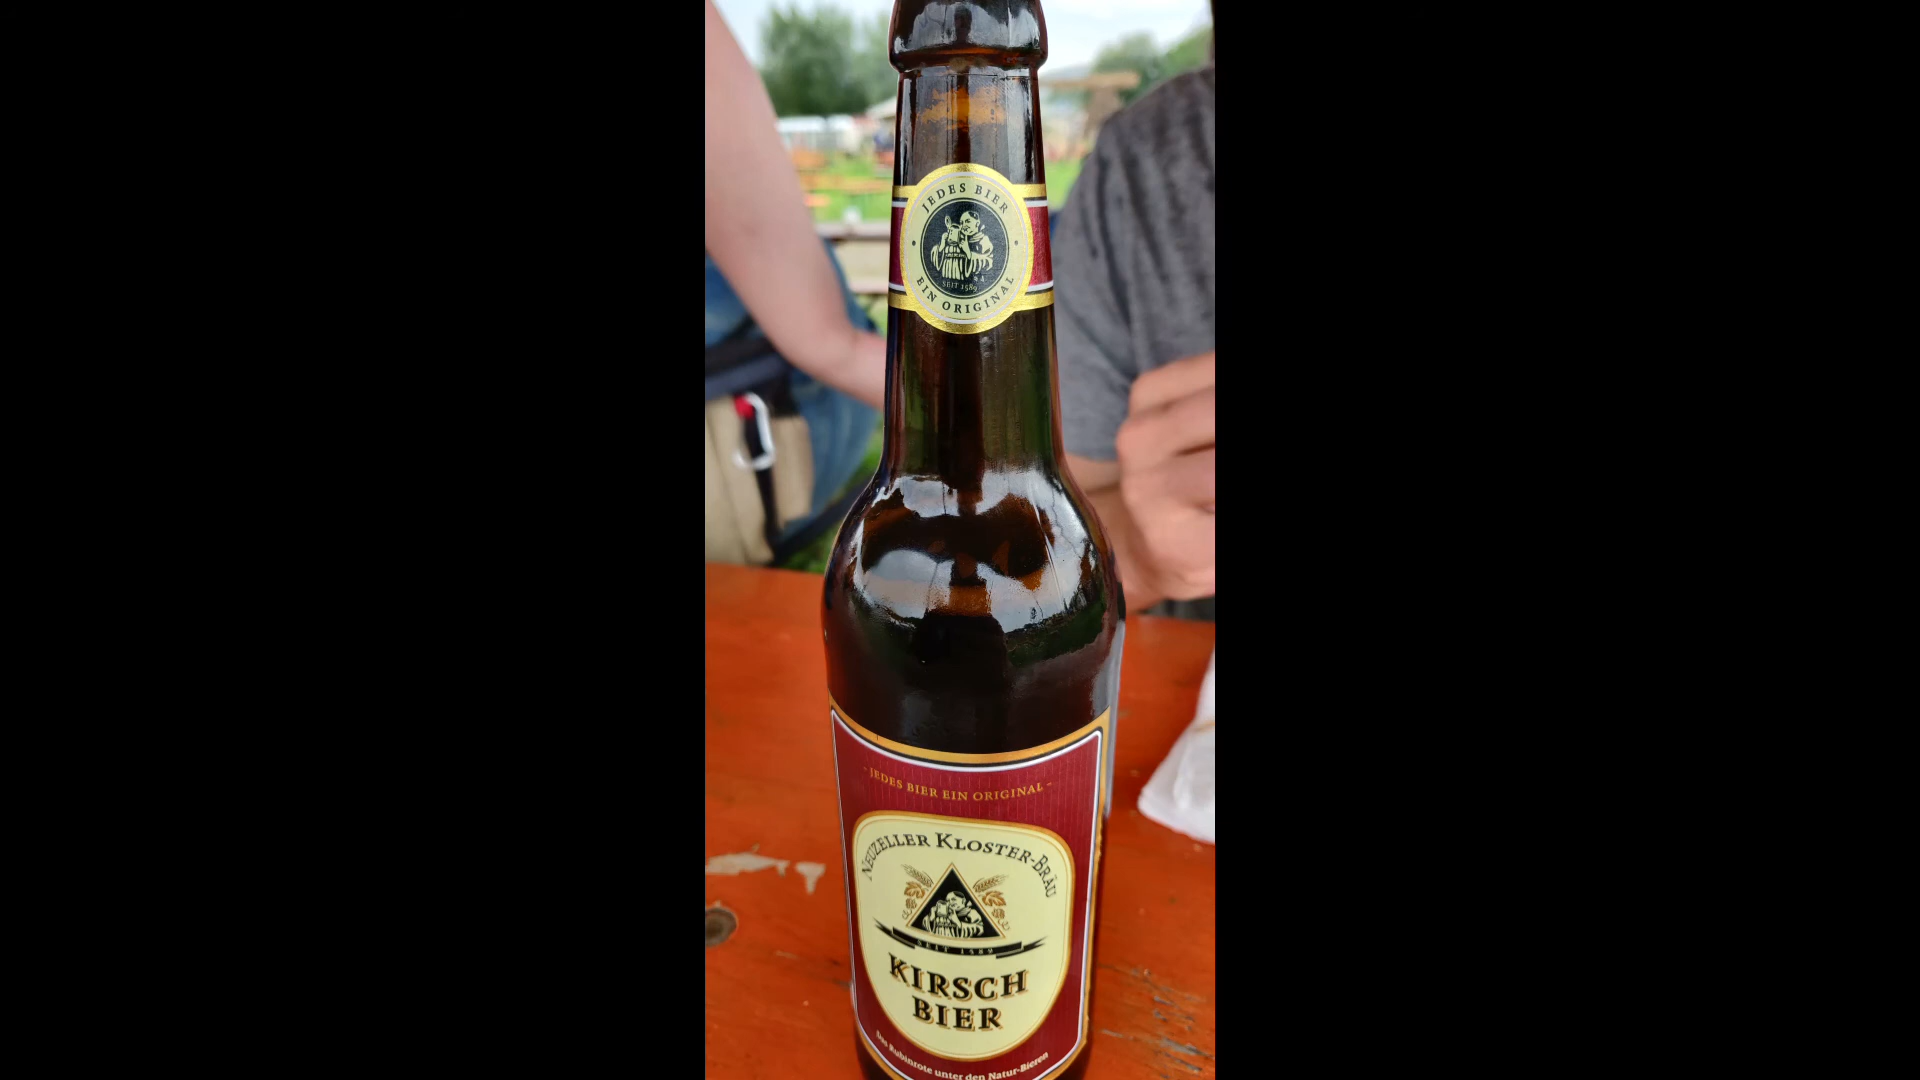 JEDES BIER
SEIT 1589
EIN ORIGINAL
- JEDES BIER EIN ORIGINAL -
NEUZELLER KLOSTER-BRÄU
SEIT 1589
KIRSCH
BIER
Das Rubinrote unter den Natur-Bieren